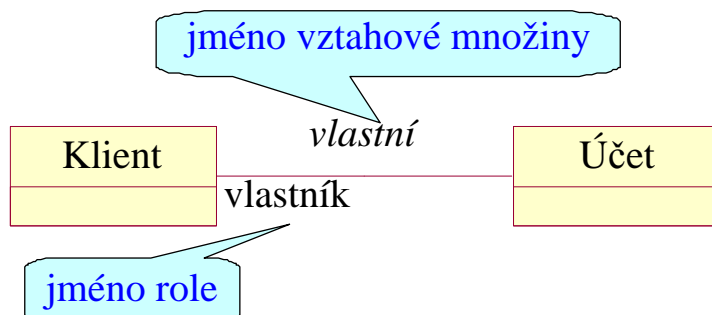 jméno vztahové množiny
vlastní
Klient
Účet
vlastník
jméno role